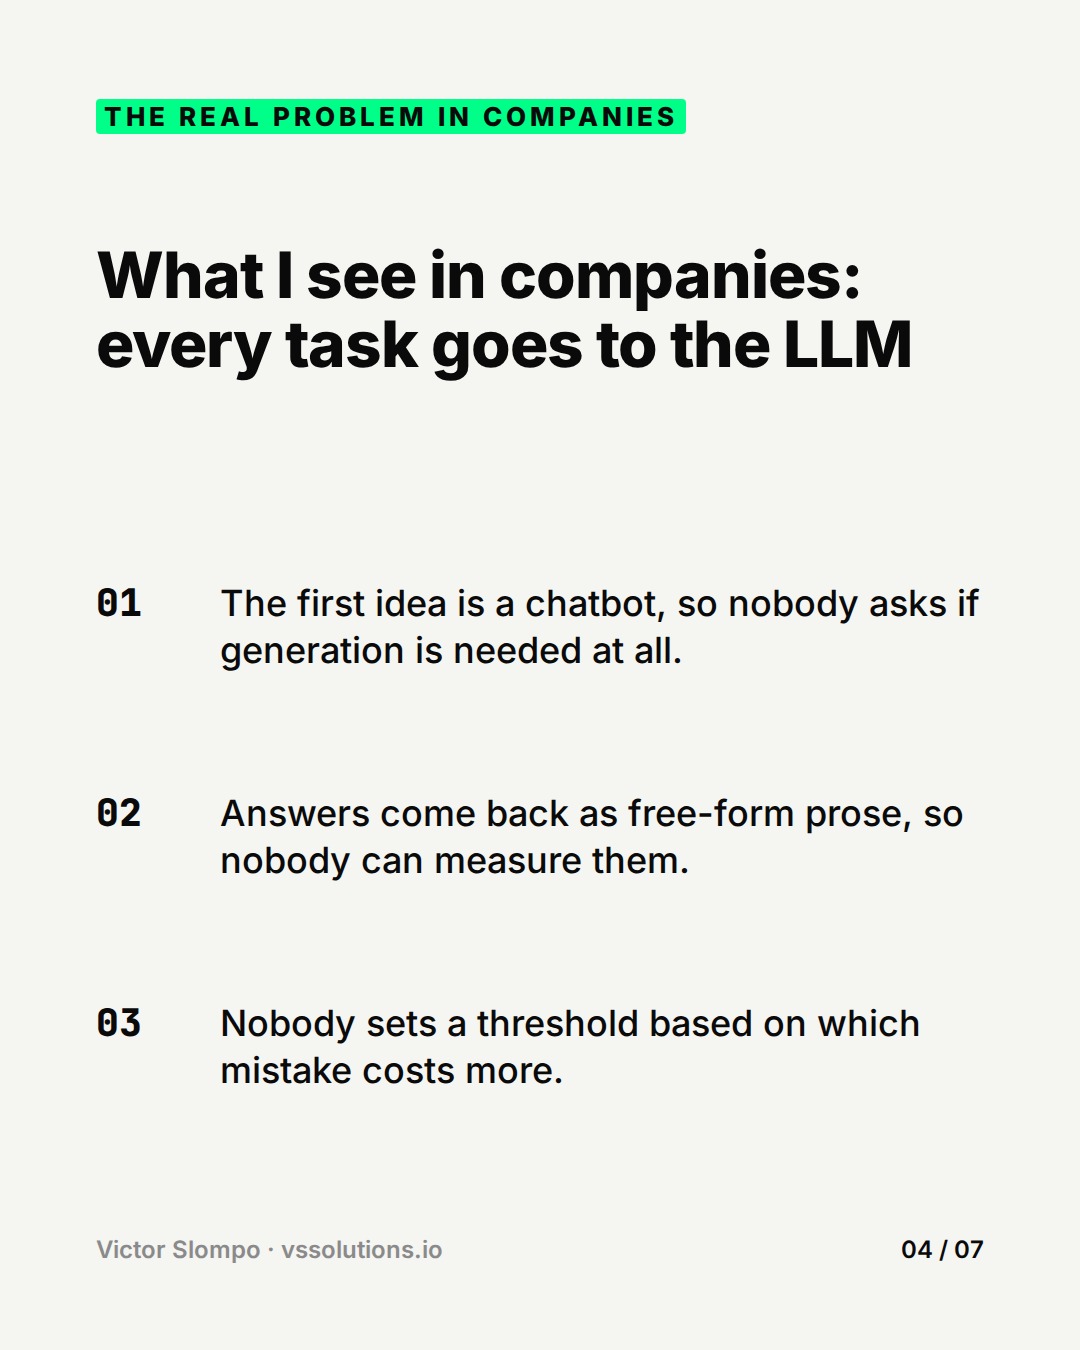 THE REAL PROBLEM IN COMPANIES
What I see in companies:
every task goes to the LLM
01 The first idea is a chatbot, so nobody asks if
generation is needed at all.
02 Answers come back as free-form prose, so
nobody can measure them.
03 Nobody sets a threshold based on which
mistake costs more.
Victor Slompo · vssolutions.io 04 / 07